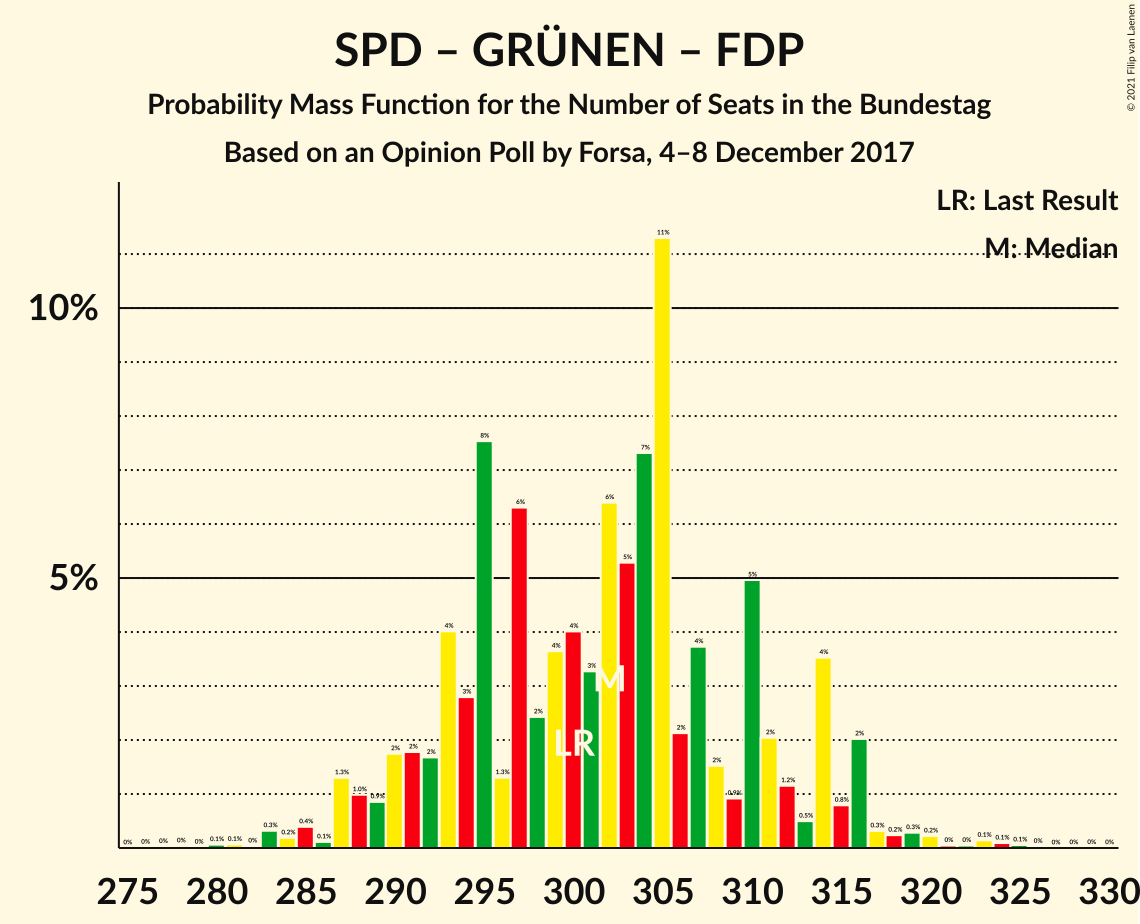 SPD – GRÜNEN – FDP
Probability Mass Function for the Number of Seats in the Bundestag
Based on an Opinion Poll by Forsa, 4–8 December 2017
© 2021 Filip van Laenen
LR: Last Result
M: Median
10%
5%
0% 0% 0% 0% 0% 0.1% 0.1% 0% 0.3% 0.2% 0.4% 0.1% 1.3% 1.0% 0.9% 2% 2% 2% 4% 3% 8% 1.3% 6% 2% 4% 4% 3% 6% 5% 7% 11% 2% 4% 2% 0.9% 5% 2% 1.2% 0.5% 4% 0.8% 2% 0.3% 0.2% 0.3% 0.2% 0% 0% 0.1% 0.1% 0.1% 0% 0% 0% 0% 0%
M
LR
275 280 285 290 295 300 305 310 315 320 325 330